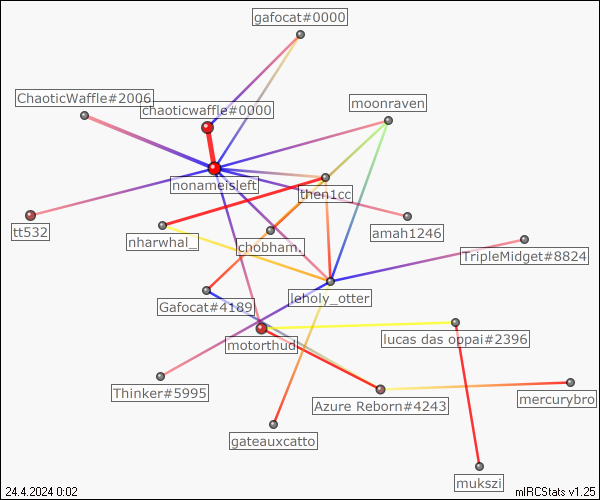 gafocat#0000
ChaoticWaffle#2006
chaoticwaffle#0000
moonraven
nonameisleft
then1cc
tt532
nharwhal_
chobham.
amah1246
TripleMidget#8824
Gafocat#4189
leholy_otter
motorthud
lucas das oppai#2396
Thinker#5995
Azure Reborn#4243
mercurybro
gateauxcatto
mukszi
24.4.2024 0:02
mIRCStats v1.25